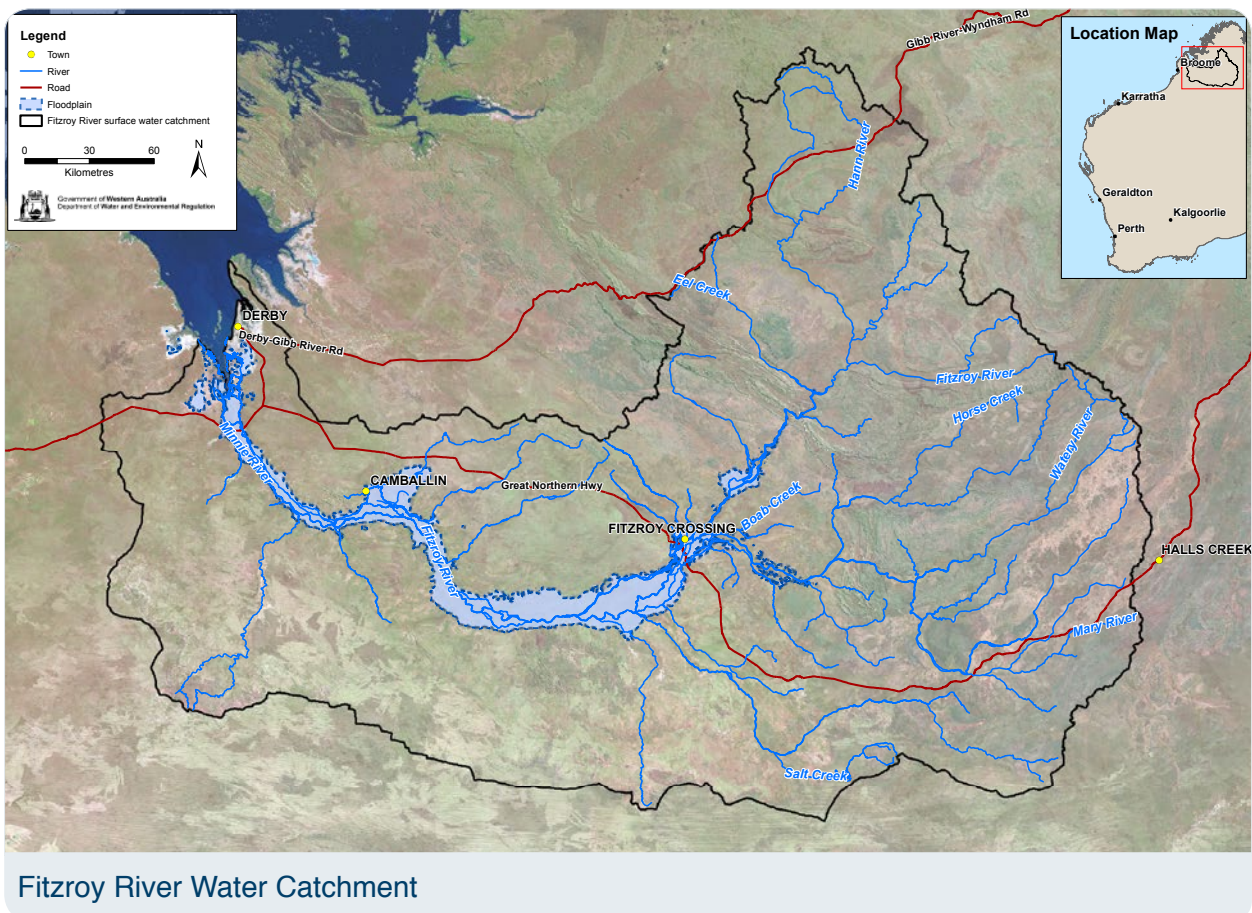 Legend
Town
River
Road
Floodplain
Fitzroy River surface water catchment
0 30 60
Kilometres
N
Government of Western Australia
Department of Water and Environmental Regulation
Gibb River-Wyndham Rd
Location Map
Broome
Karratha
Geraldton
Kalgoorlie
Perth
Hann River
Eel Creek
DERBY
Derby-Gibb River Rd
Fitzroy River
Horse Creek
Watery River
Minnie River
CAMBALLIN
Great Northern Hwy
Boab Creek
FITZROY CROSSING
Fitzroy River
HALLS CREEK
Mary River
Salt Creek
Fitzroy River Water Catchment